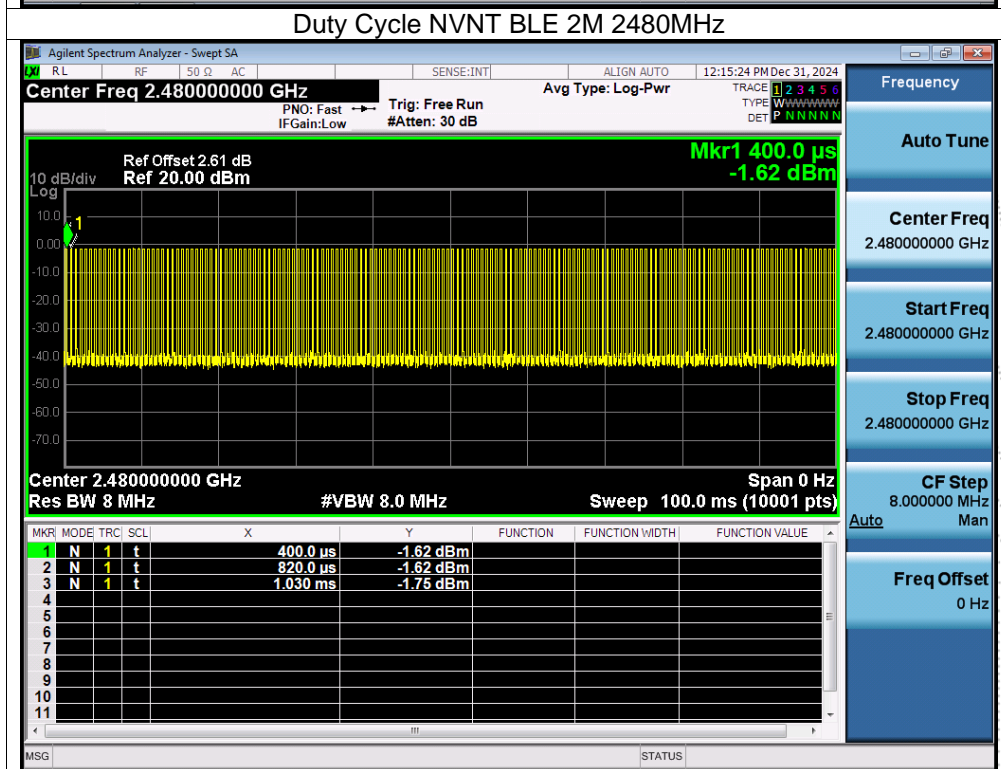 Duty Cycle NVNT BLE 2M 2480MHz
Agilent Spectrum Analyzer - Swept SA
LXI RL RF 50 Ω AC SENSE:INT ALIGN AUTO 12:15:24 PM Dec 31, 2024
Center Freq 2.480000000 GHz
PNO: Fast
IFGain:Low
Trig: Free Run
#Atten: 30 dB
Avg Type: Log-Pwr
TRACE 1 2 3 4 5 6
TYPE WWWWWW
DET P N N N N N
Frequency
Mkr1 400.0 µs
-1.62 dBm
Ref Offset 2.61 dB
10 dB/div Ref 20.00 dBm
Log
10.0
0.00
-10.0
-20.0
-30.0
-40.0
-50.0
-60.0
-70.0
1
Center 2.480000000 GHz Span 0 Hz
Res BW 8 MHz #VBW 8.0 MHz Sweep 100.0 ms (10001 pts)
MKR MODE TRC SCL X Y FUNCTION FUNCTION WIDTH FUNCTION VALUE
1 N 1 t 400.0 µs -1.62 dBm
2 N 1 t 820.0 µs -1.62 dBm
3 N 1 t 1.030 ms -1.75 dBm
4
5
6
7
8
9
10
11
MSG STATUS
Auto Tune
Center Freq
2.480000000 GHz
Start Freq
2.480000000 GHz
Stop Freq
2.480000000 GHz
CF Step
8.000000 MHz
Auto Man
Freq Offset
0 Hz